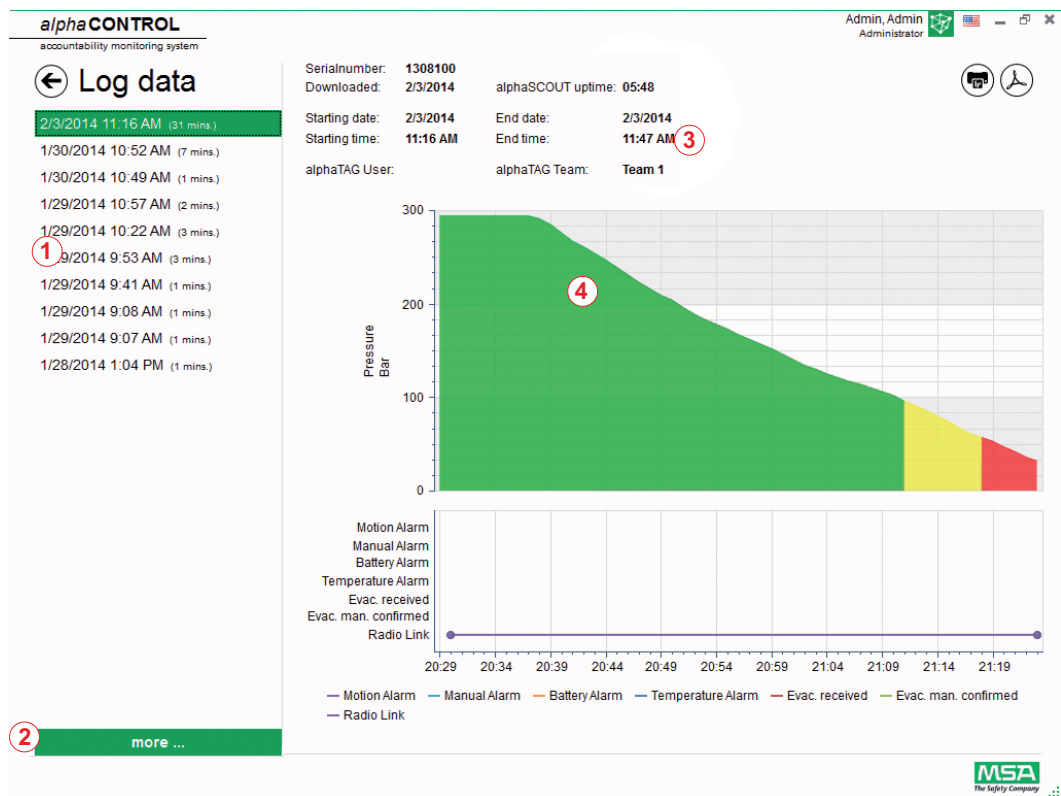 alphaCONTROL
accountability monitoring system
Admin, Admin
Administrator
Log data
2/3/2014 11:16 AM (31 mins.)
1/30/2014 10:52 AM (7 mins.)
1/30/2014 10:49 AM (1 mins.)
1/29/2014 10:57 AM (2 mins.)
1/29/2014 10:22 AM (3 mins.)
1
9/2014 9:53 AM (3 mins.)
1/29/2014 9:41 AM (1 mins.)
1/29/2014 9:08 AM (1 mins.)
1/29/2014 9:07 AM (1 mins.)
1/28/2014 1:04 PM (1 mins.)
2
more ...
Serialnumber: 1308100
Downloaded: 2/3/2014 alphaSCOUT uptime: 05:48
Starting date: 2/3/2014 End date: 2/3/2014
Starting time: 11:16 AM End time: 11:47 AM
3
alphaTAG User: alphaTAG Team: Team 1
300
200
100
0
Pressure
Bar
4
Motion Alarm
Manual Alarm
Battery Alarm
Temperature Alarm
Evac. received
Evac. man. confirmed
Radio Link
20:29 20:34 20:39 20:44 20:49 20:54 20:59 21:04 21:09 21:14 21:19
Motion Alarm Manual Alarm Battery Alarm Temperature Alarm Evac. received Evac. man. confirmed
Radio Link
MSA
The Safety Company